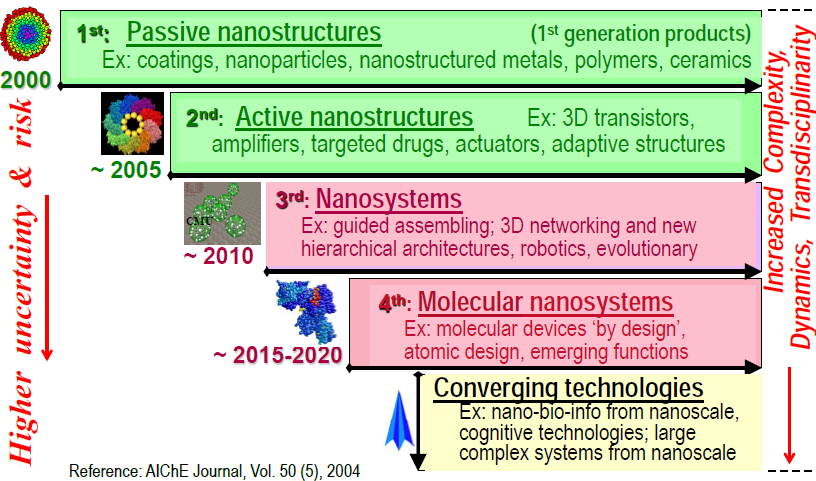 1st: Passive nanostructures (1st generation products)
Ex: coatings, nanoparticles, nanostructured metals, polymers, ceramics
2000
2nd: Active nanostructures Ex: 3D transistors,
amplifiers, targeted drugs, actuators, adaptive structures
~ 2005
CMU
3rd: Nanosystems
Ex: guided assembling; 3D networking and new
hierarchical architectures, robotics, evolutionary
~ 2010
4th: Molecular nanosystems
Ex: molecular devices ‘by design’,
atomic design, emerging functions
~ 2015-2020
Converging technologies
Ex: nano-bio-info from nanoscale,
cognitive technologies; large
complex systems from nanoscale
Higher uncertainty & risk
Increased Complexity,
Dynamics, Transdisciplinarity
Reference: AIChE Journal, Vol. 50 (5), 2004